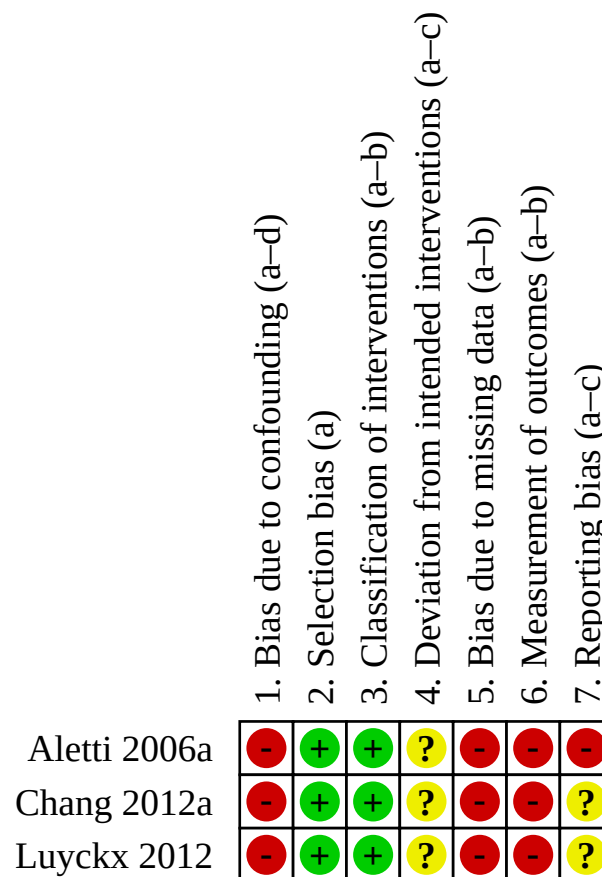 1. Bias due to confounding (a–d)
2. Selection bias (a)
3. Classification of interventions (a–b)
4. Deviation from intended interventions (a–c)
5. Bias due to missing data (a–b)
6. Measurement of outcomes (a–b)
7. Reporting bias (a–c)
Aletti 2006a - + + ? - - -
Chang 2012a - + + ? - - ?
Luyckx 2012 - + + ? - - ?